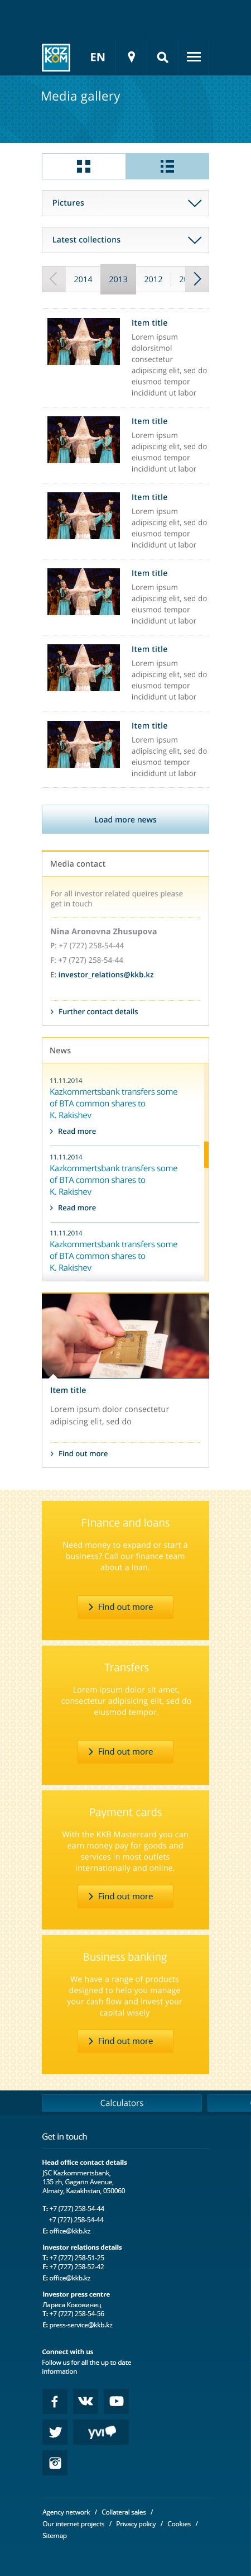 KAZ
KOM
EN
Media gallery
Pictures
Latest collections
2014
2013
2012
Item title
Lorem ipsum
dolorsitmol
consectetur
adipiscing elit, sed do
eiusmod tempor
incididunt ut labor
Item title
Lorem ipsum
adipiscing elit, sed do
eiusmod tempor
incididunt ut labor
Item title
Lorem ipsum
adipiscing elit, sed do
eiusmod tempor
incididunt ut labor
Item title
Lorem ipsum
adipiscing elit, sed do
eiusmod tempor
incididunt ut labor
Item title
Lorem ipsum
adipiscing elit, sed do
eiusmod tempor
incididunt ut labor
Item title
Lorem ipsum
adipiscing elit, sed do
eiusmod tempor
incididunt ut labor
Load more news
Media contact
For all investor related queires please
get in touch
Nina Aronovna Zhusupova
P: +7 (727) 258-54-44
F: +7 (727) 258-54-44
E: investor_relations@kkb.kz
Further contact details
News
11.11.2014
Kazkommertsbank transfers some
of BTA common shares to
K. Rakishev
Read more
11.11.2014
Kazkommertsbank transfers some
of BTA common shares to
K. Rakishev
Read more
11.11.2014
Kazkommertsbank transfers some
of BTA common shares to
K. Rakishev
Item title
Lorem ipsum dolor consectetur
adipiscing elit, sed do
Find out more
FInance and loans
Need money to expand or start a
business? Call our finance team
about a loan.
Find out more
Transfers
Lorem ipsum dolor sit amet,
consectetur adipisicing elit, sed do
eiusmod tempor.
Find out more
Payment cards
With the KKB Mastercard you can
earn money pay for goods and
services in most outlets
internationally and online.
Find out more
Business banking
We have a range of products
designed to help you manage
your cash flow and invest your
capital wisely
Find out more
Calculators
Get in touch
Head office contact details
JSC Kazkommertsbank,
135 zh, Gagarin Avenue,
Almaty, Kazakhstan, 050060
T: +7 (727) 258-54-44
+7 (727) 258-54-44
E: office@kkb.kz
Investor relations details
T: +7 (727) 258-51-25
F: +7 (727) 258-52-42
E: office@kkb.kz
Investor press centre
Лариса Коковинец
T: +7 (727) 258-54-56
E: press-service@kkb.kz
Connect with us
Follow us for all the up to date
information
yvi
Agency network / Collateral sales /
Our internet projects / Privacy policy / Cookies /
Sitemap